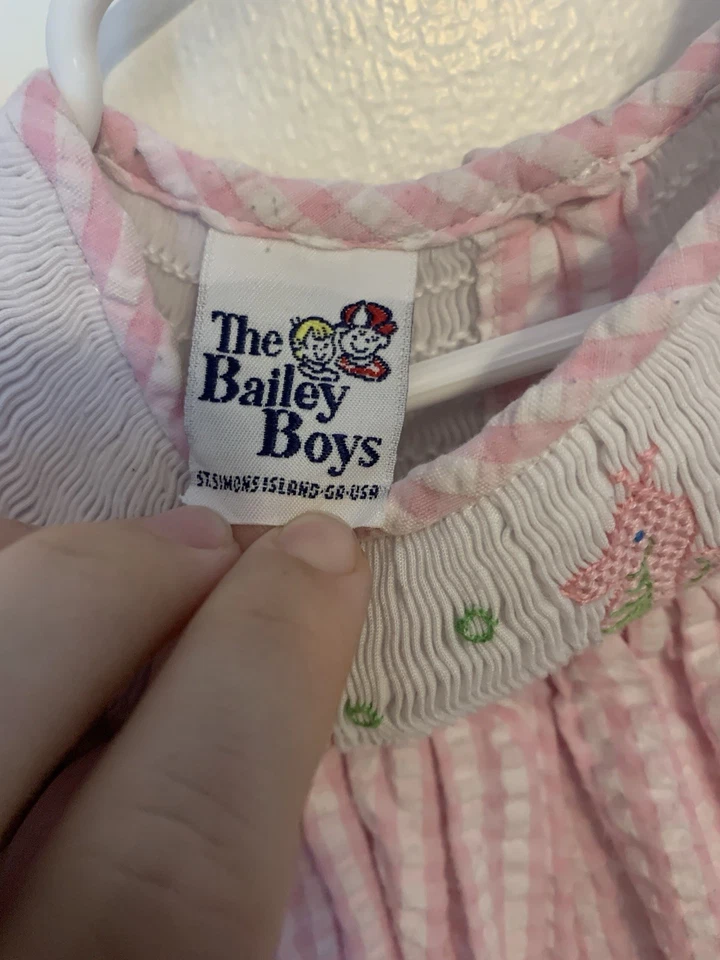 The
Bailey
Boys
ST.SIMONS ISLAND·GA·USA